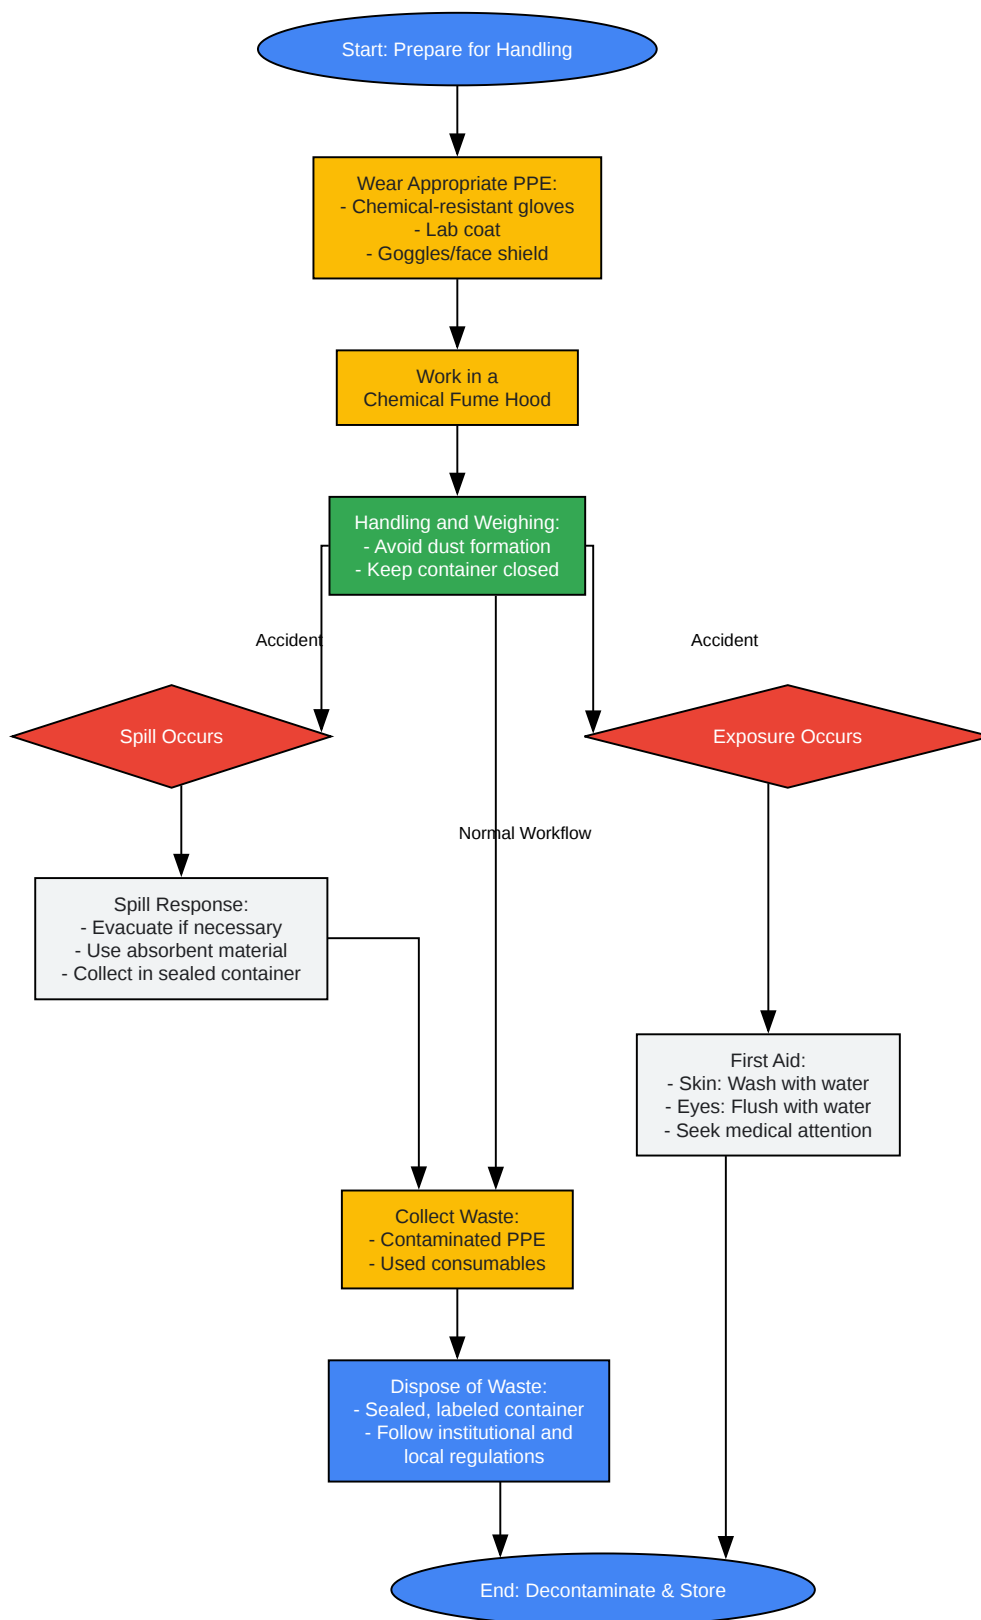 Start: Prepare for Handling
Wear Appropriate PPE:
- Chemical-resistant gloves
- Lab coat
- Goggles/face shield
Work in a
Chemical Fume Hood
Handling and Weighing:
- Avoid dust formation
- Keep container closed
Accident
Accident
Spill Occurs
Exposure Occurs
Normal Workflow
Spill Response:
- Evacuate if necessary
- Use absorbent material
- Collect in sealed container
First Aid:
- Skin: Wash with water
- Eyes: Flush with water
- Seek medical attention
Collect Waste:
- Contaminated PPE
- Used consumables
Dispose of Waste:
- Sealed, labeled container
- Follow institutional and
local regulations
End: Decontaminate & Store